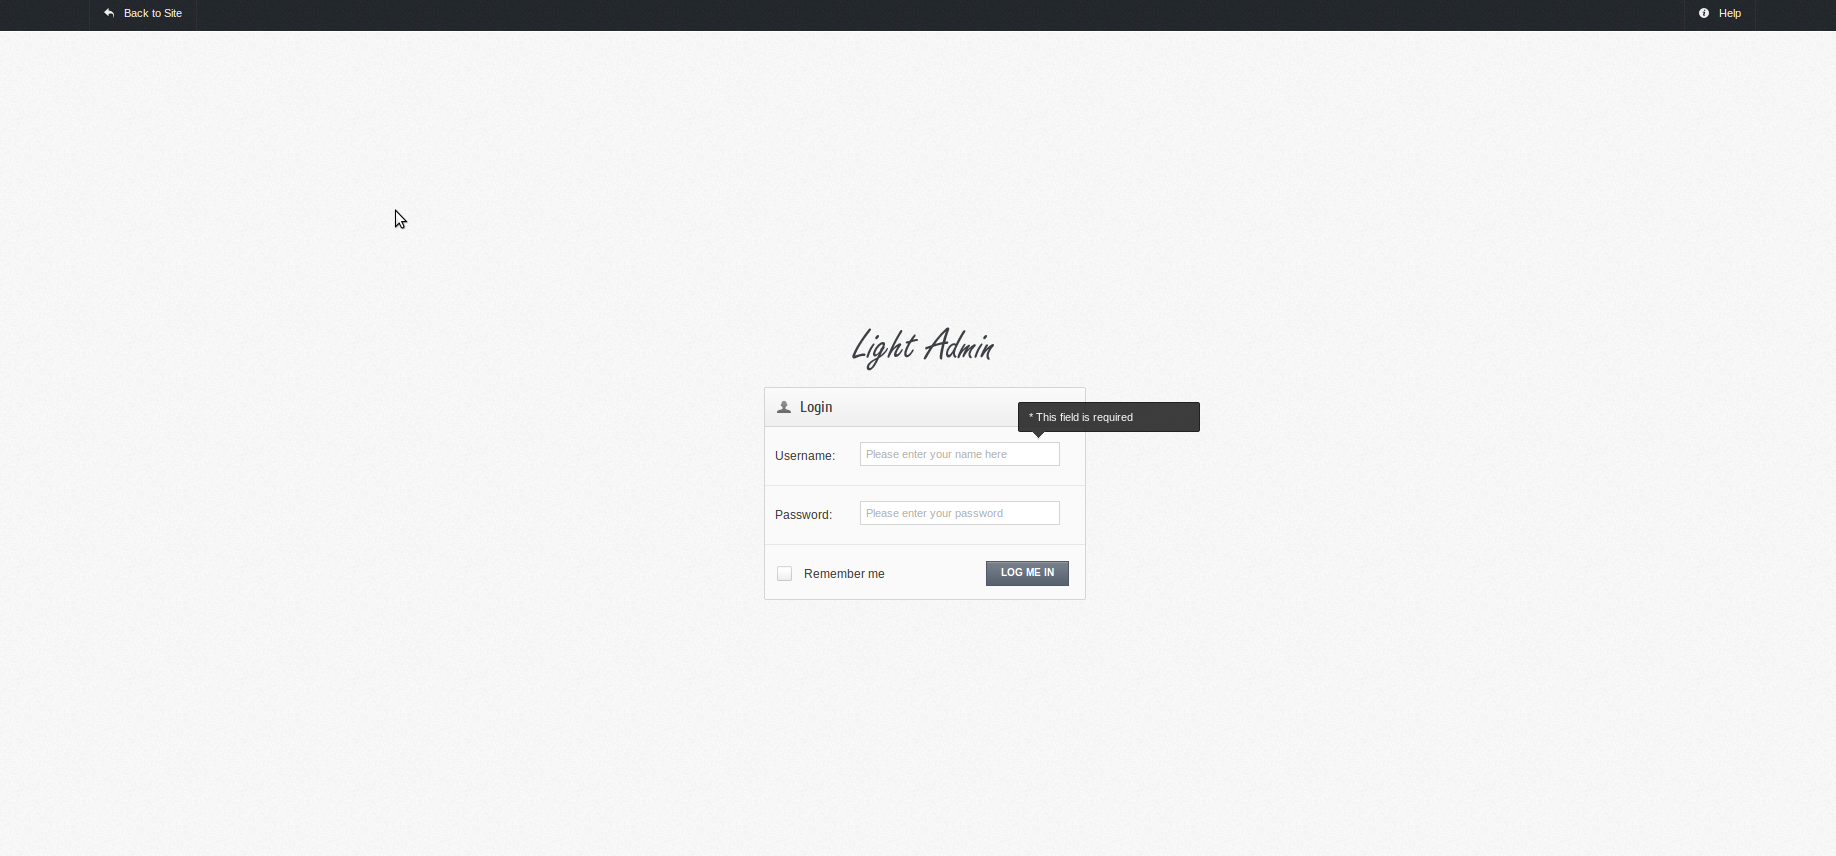 Back to Site
Help
Light Admin
Login
* This field is required
Username:
Please enter your name here
Password:
Please enter your password
Remember me
LOG ME IN